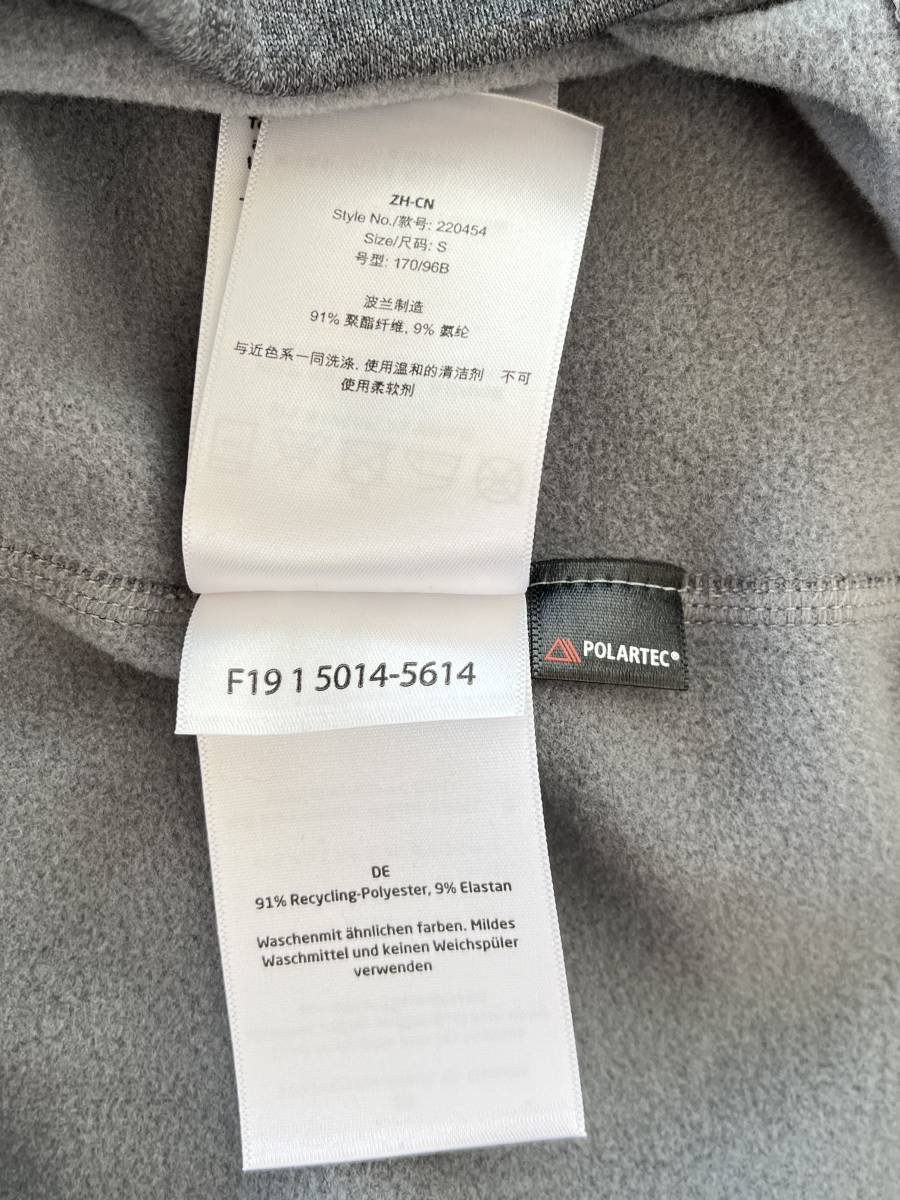 ZH-CN
Style No./款号: 220454
Size/尺码: S
号型: 170/96B
波兰制造
91% 聚酯纤维, 9% 氨纶
与近色系一同洗涤. 使用温和的清洁剂 不可
使用柔软剂
F19 1 5014-5614
POLARTEC®
DE
91% Recycling-Polyester, 9% Elastan
Waschenmit ähnlichen farben. Mildes
Waschmittel und keinen Weichspüler
verwenden